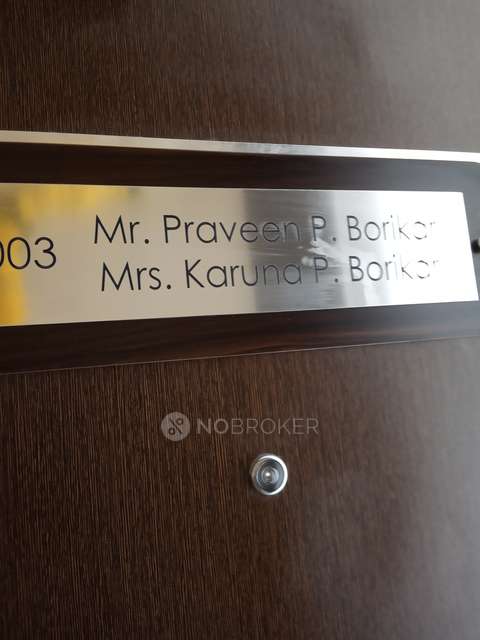 003
Mr. Praveen P. Borikar
Mrs. Karuna P. Borikar
NOBROKER